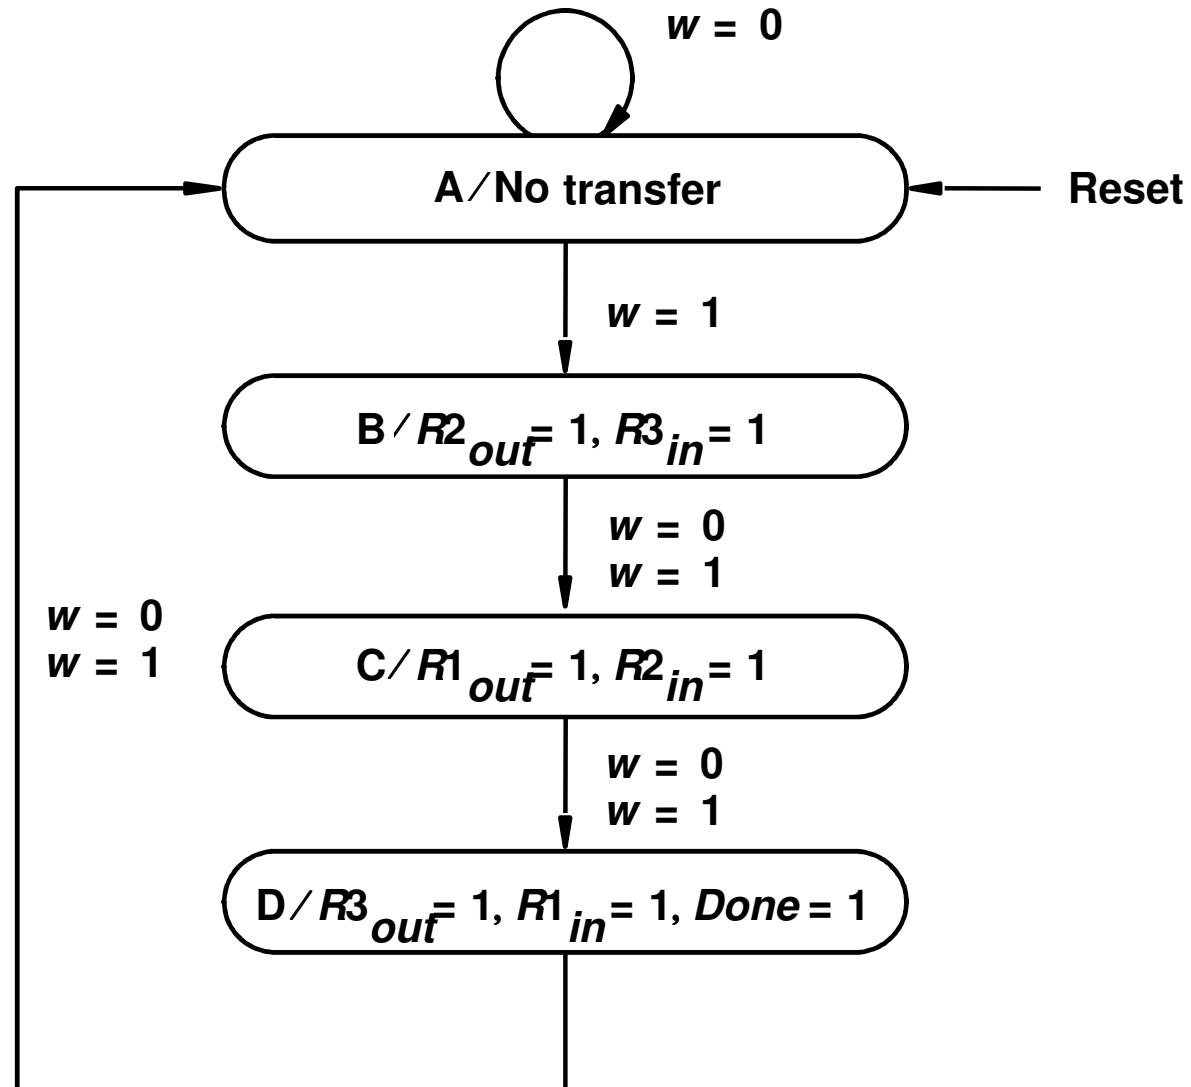 w = 0
A/No transfer
Reset
w = 1
B/R2out = 1, R3in = 1
w = 0
w = 1
w = 0
w = 1
C/R1out = 1, R2in = 1
w = 0
w = 1
D/R3out = 1, R1in = 1, Done = 1